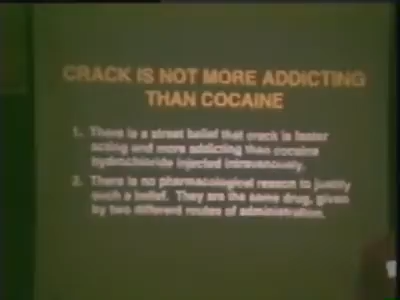 CRACK IS NOT MORE ADDICTING
THAN COCAINE
1. There is a street belief that crack is faster
acting and more addicting than cocaine
hydrochloride injected intravenously.
2. There is no pharmacological reason to justify
such a belief. They are the same drug, given
by two different routes of administration.